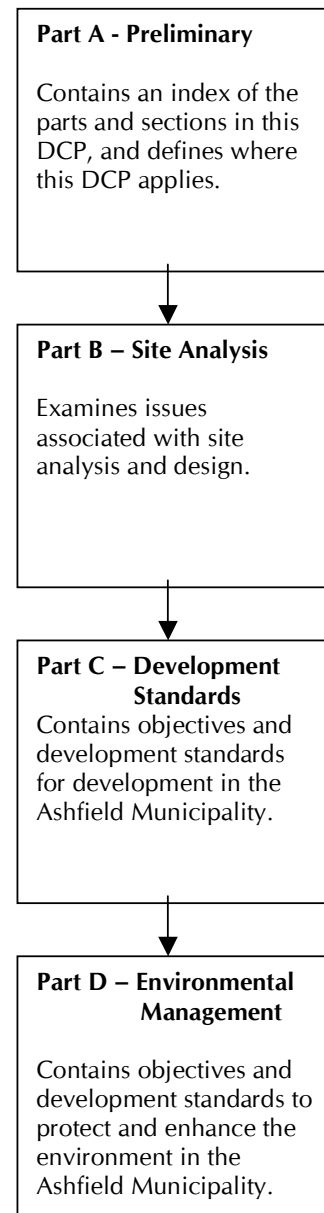 Part A - Preliminary
Contains an index of the
parts and sections in this
DCP, and defines where
this DCP applies.
Part B – Site Analysis
Examines issues
associated with site
analysis and design.
Part C – Development
Standards
Contains objectives and
development standards
for development in the
Ashfield Municipality.
Part D – Environmental
Management
Contains objectives and
development standards to
protect and enhance the
environment in the
Ashfield Municipality.